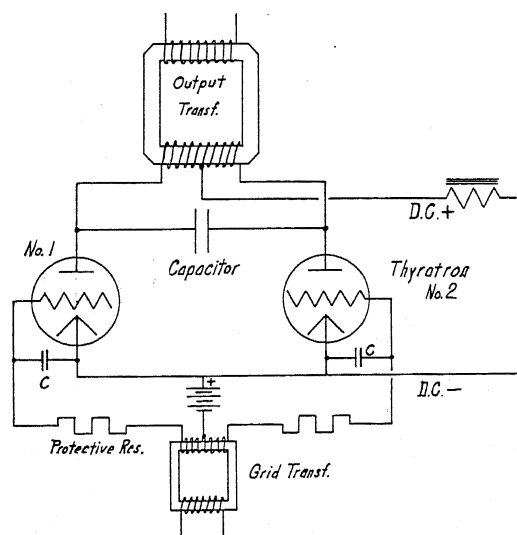 Output
Transf.
D.C.+
No. 1
Capacitor
Thyratron
No. 2
C
C
+
D.C.—
Protective Res.
Grid Transf.